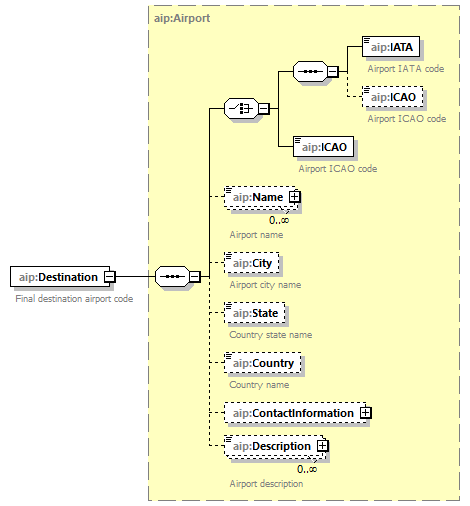 aip:Airport
aip:IATA
Airport IATA code
aip:ICAO
Airport ICAO code
aip:ICAO
Airport ICAO code
aip:Name
0..∞
Airport name
aip:City
Airport city name
aip:State
Country state name
aip:Destination
Final destination airport code
aip:Country
Country name
aip:ContactInformation
aip:Description
0..∞
Airport description